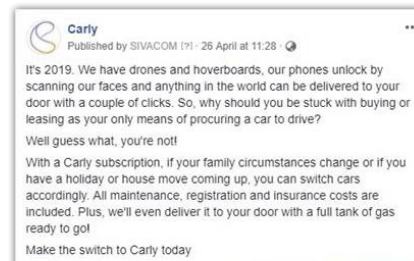 Carly
Published by SIVACOM [?] · 26 April at 11:28 ·
It's 2019. We have drones and hoverboards, our phones unlock by
scanning our faces and anything in the world can be delivered to your
door with a couple of clicks. So, why should you be stuck with buying or
leasing as your only means of procuring a car to drive?
Well guess what, you're not!
With a Carly subscription, if your family circumstances change or if you
have a holiday or house move coming up, you can switch cars
accordingly. All maintenance, registration and insurance costs are
included. Plus, we'll even deliver it to your door with a full tank of gas
ready to go!
Make the switch to Carly today